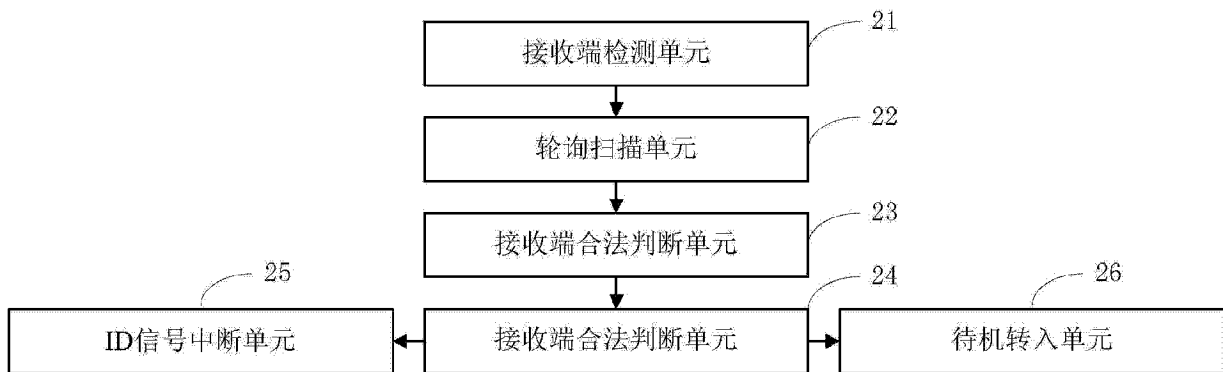 21
接收端检测单元
22
轮询扫描单元
23
接收端合法判断单元
24
接收端合法判断单元
25
ID信号中断单元
26
待机转入单元